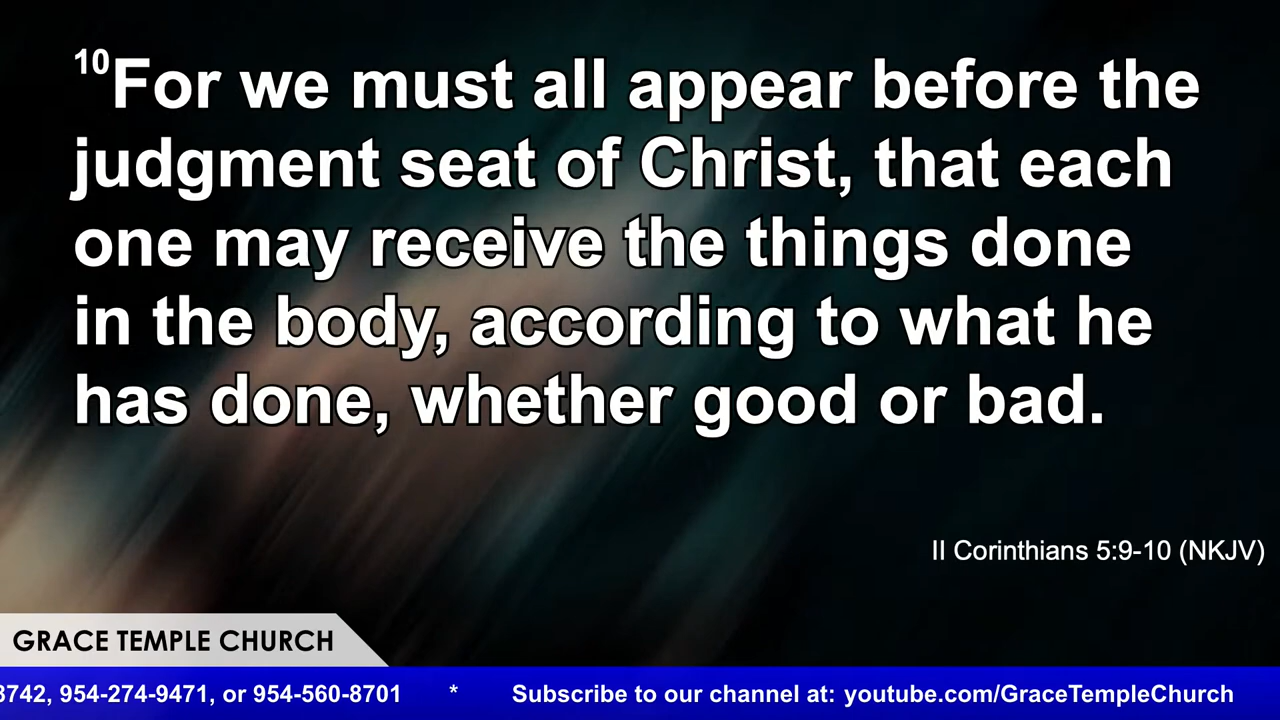 10For we must all appear before the
judgment seat of Christ, that each
one may receive the things done
in the body, according to what he
has done, whether good or bad.
II Corinthians 5:9-10 (NKJV)
GRACE TEMPLE CHURCH
742, 954-274-9471, or 954-560-8701 * Subscribe to our channel at: youtube.com/GraceTempleChurch